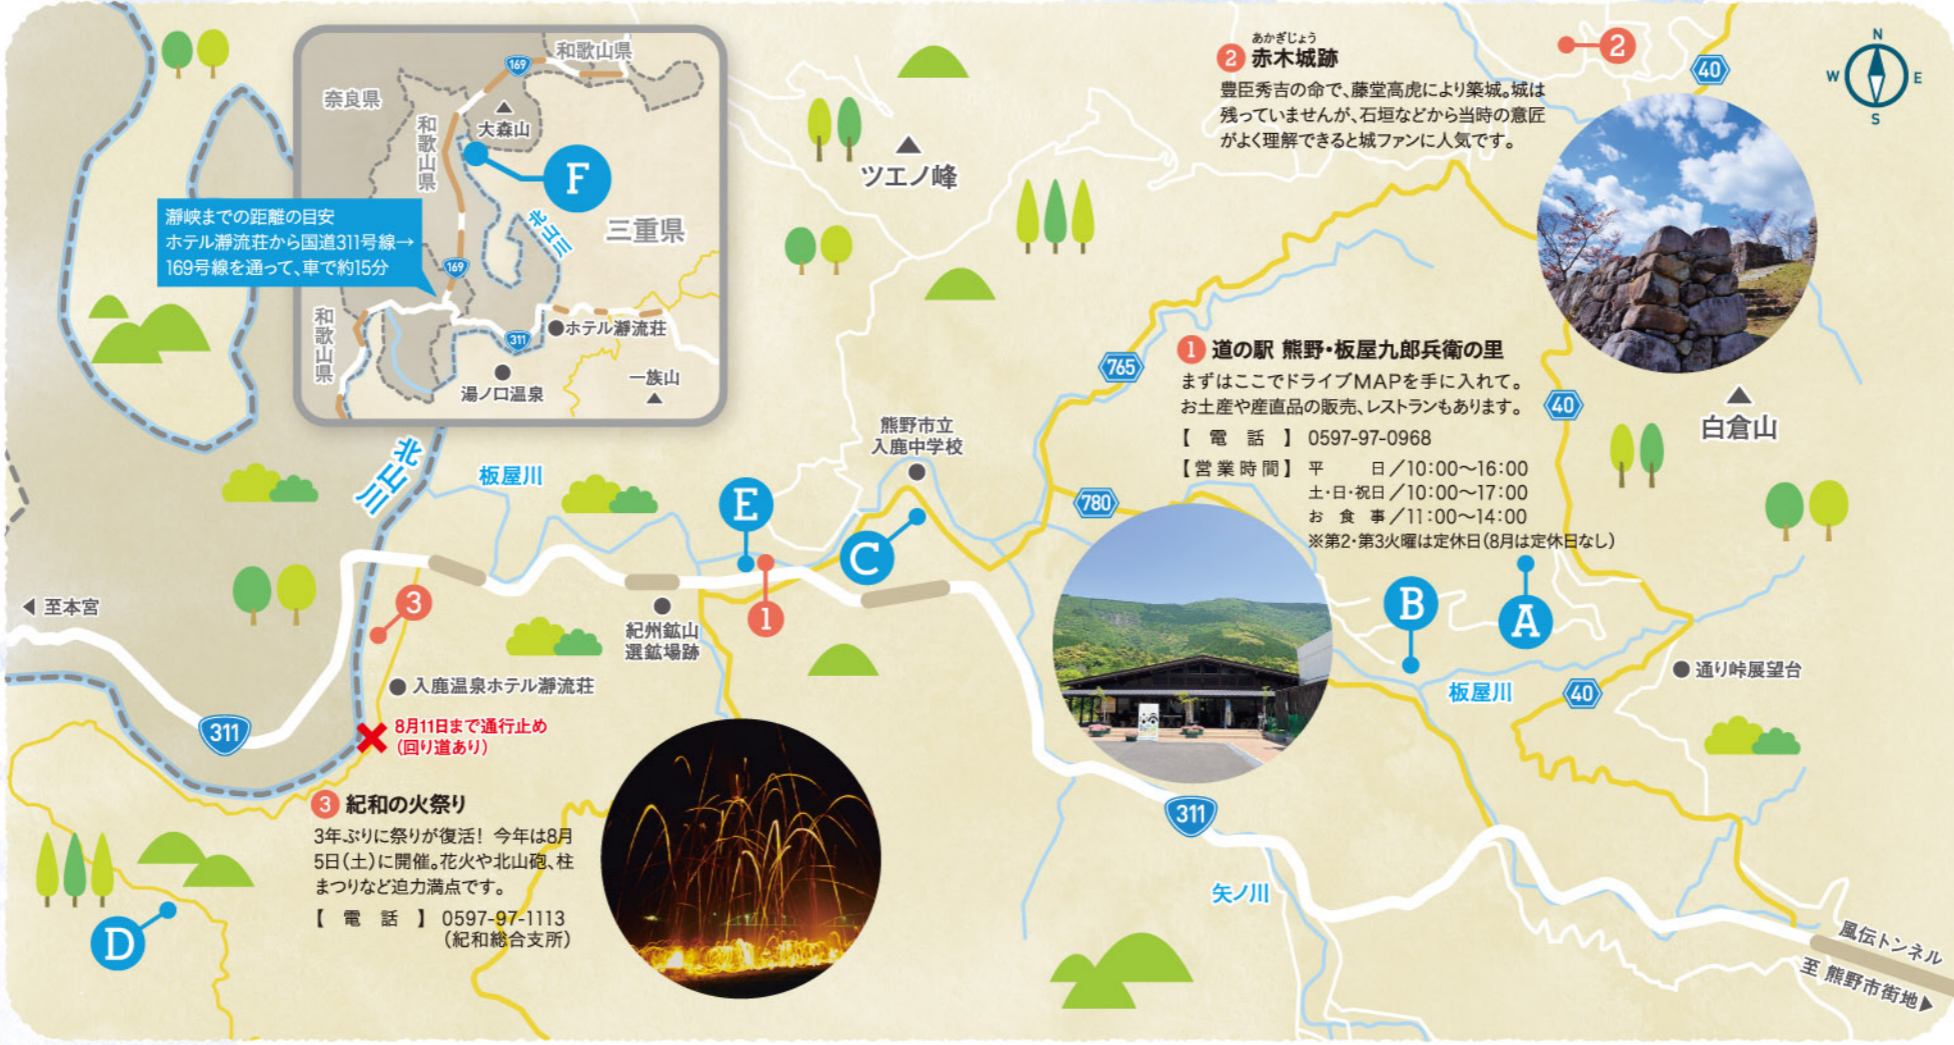 和歌山県
169
奈良県
和歌山県
大森山
F
北山川
三重県
瀞峡までの距離の目安
ホテル瀞流荘から国道311号線→
169号線を通って、車で約15分
169
和歌山県
311
ホテル瀞流荘
湯ノ口温泉
一族山
ツエノ峰
あかぎじょう
2 赤木城跡
豊臣秀吉の命で、藤堂高虎により築城。城は
残っていませんが、石垣などから当時の意匠
がよく理解できると城ファンに人気です。
2
40
N
W E
S
765
1 道の駅 熊野・板屋九郎兵衛の里
まずはここでドライブMAPを手に入れて。
お土産や産直品の販売、レストランもあります。
【電話】0597-97-0968
【営業時間】平日/10:00〜16:00
土・日・祝日/10:00〜17:00
お食事/11:00〜14:00
※第2・第3火曜は定休日(8月は定休日なし)
40
白倉山
熊野市立
入鹿中学校
北山川
板屋川
E
C
780
B
A
至本宮
3
1
紀州鉱山
選鉱場跡
入鹿温泉ホテル瀞流荘
311
8月11日まで通行止め
(回り道あり)
板屋川
40
通り峠展望台
3 紀和の火祭り
3年ぶりに祭りが復活! 今年は8月
5日(土)に開催。花火や北山砲、柱
まつりなど迫力満点です。
【電話】0597-97-1113
(紀和総合支所)
D
311
矢ノ川
風伝トンネル
至 熊野市街地